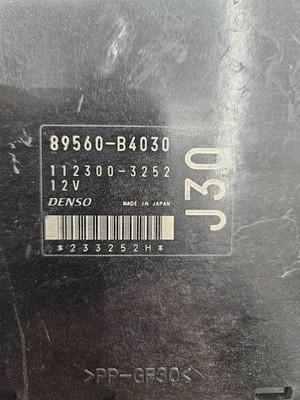 89560-B4030
112300-3252
12V
DENSO MADE IN JAPAN
*233252H*
J30
>PP-GF30<